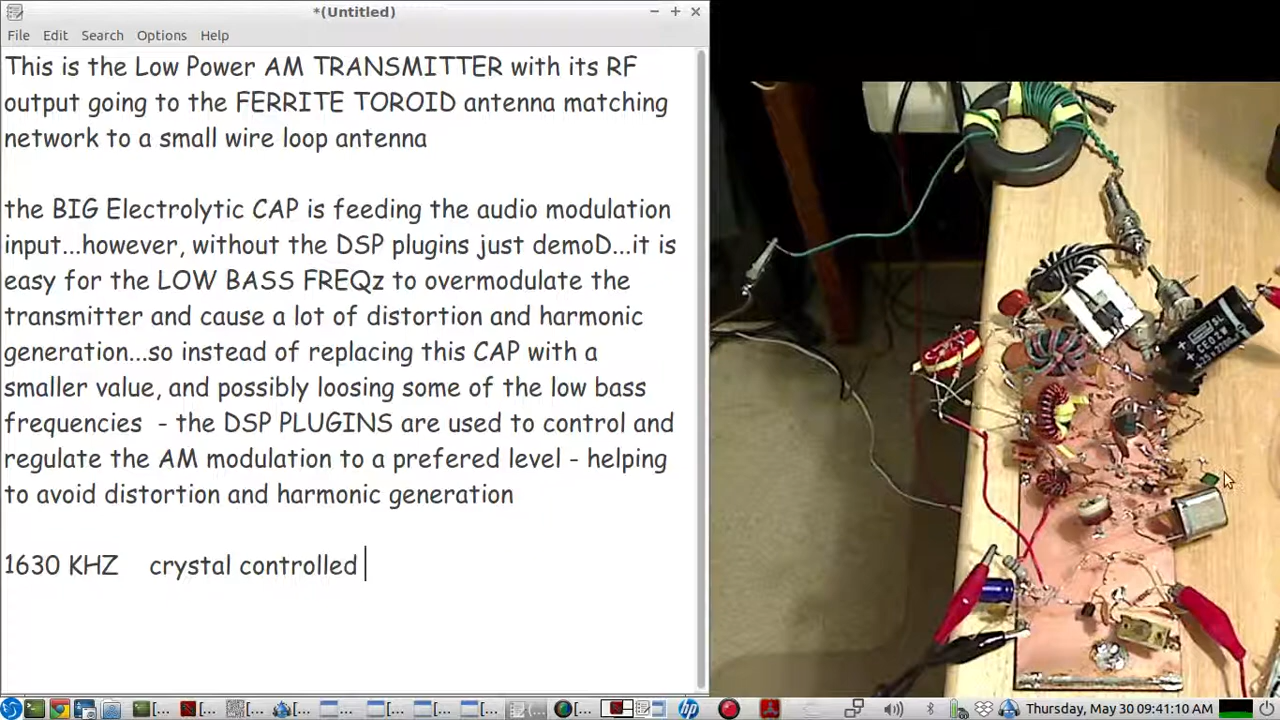 *(Untitled)
File Edit Search Options Help
This is the Low Power AM TRANSMITTER with its RF
output going to the FERRITE TOROID antenna matching
network to a small wire loop antenna
the BIG Electrolytic CAP is feeding the audio modulation
input...however, without the DSP plugins just demoD...it is
easy for the LOW BASS FREQz to overmodulate the
transmitter and cause a lot of distortion and harmonic
generation...so instead of replacing this CAP with a
smaller value, and possibly loosing some of the low bass
frequencies - the DSP PLUGINS are used to control and
regulate the AM modulation to a prefered level - helping
to avoid distortion and harmonic generation
1630 KHZ crystal controlled
SL
CE02W
[...
[...
[...
[...
[...
[...
[...
[...
[...
[...
hp
Thursday, May 30 09:41:10 AM